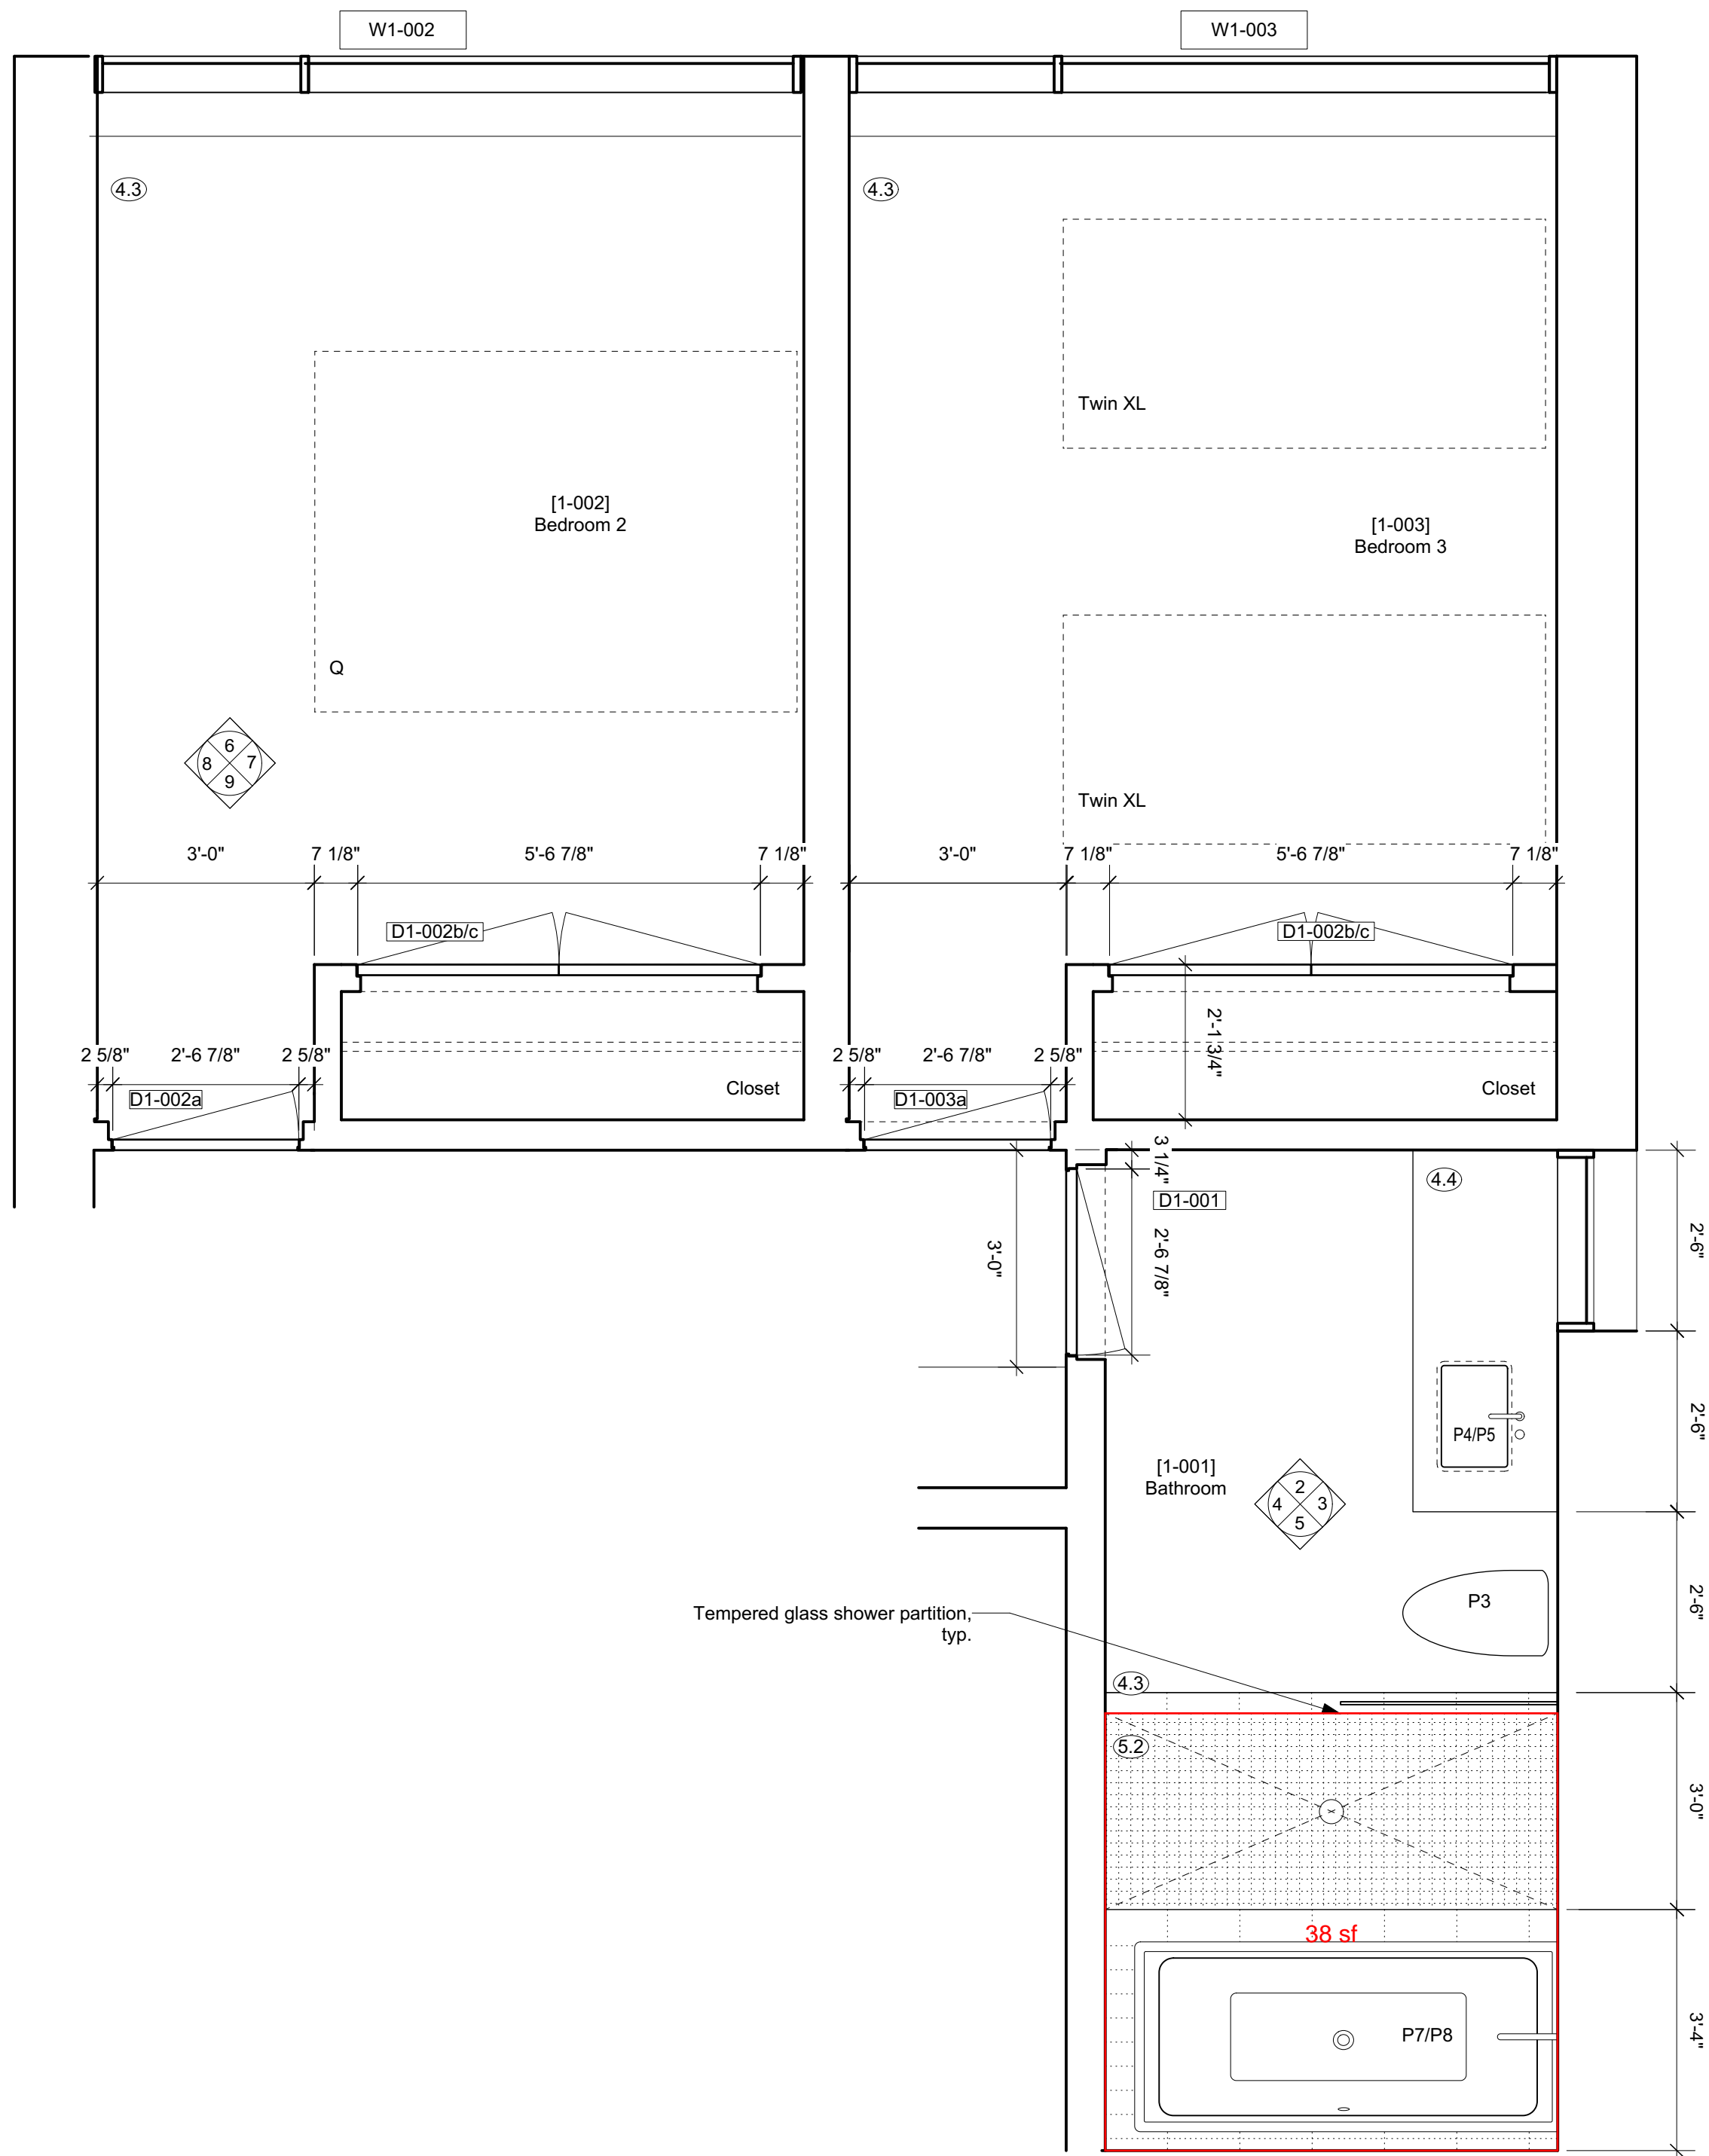 W1-002
W1-003
4.3
4.3
Twin XL
[1-002]
Bedroom 2
[1-003]
Bedroom 3
Q
6
8
7
9
Twin XL
3'-0"
7 1/8"
5'-6 7/8"
7 1/8"
3'-0"
7 1/8"
5'-6 7/8"
7 1/8"
D1-002b/c
D1-002b/c
2'-1 3/4"
2 5/8"
2'-6 7/8"
2 5/8"
2 5/8"
2'-6 7/8"
2 5/8"
D1-002a
Closet
D1-003a
Closet
3 1/4"
4.4
D1-001
3'-0"
2'-6 7/8"
2'-6"
2'-6"
P4/P5
[1-001]
Bathroom
2
4
3
5
P3
2'-6"
Tempered glass shower partition,
typ.
4.3
5.2
3'-0"
38 sf
P7/P8
3'-4"